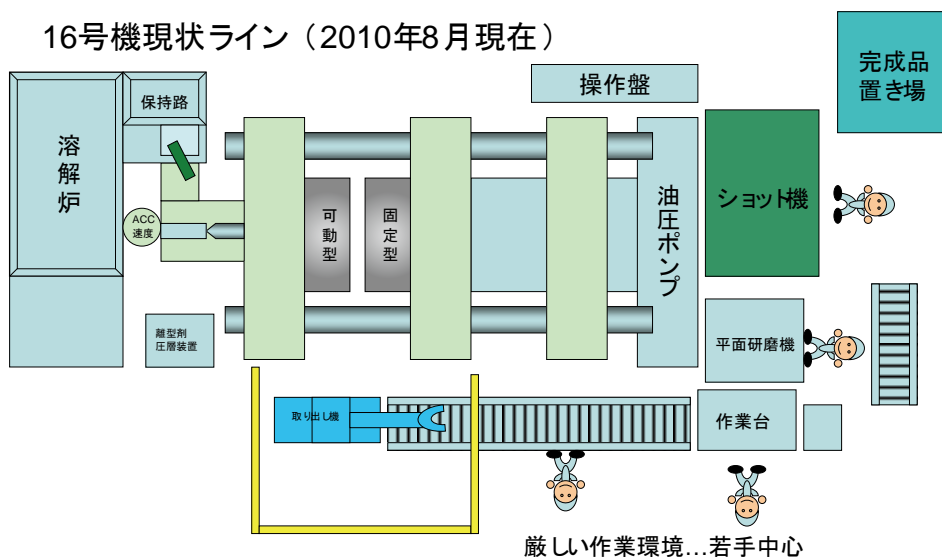 16号機現状ライン（2010年8月現在）
完成品
置き場
操作盤
保持路
溶解炉
ショット機
油圧ポンプ
可動型
固定型
ACC
速度
離型剤
圧層装置
平面研磨機
取り出し機
作業台
厳しい作業環境…若手中心